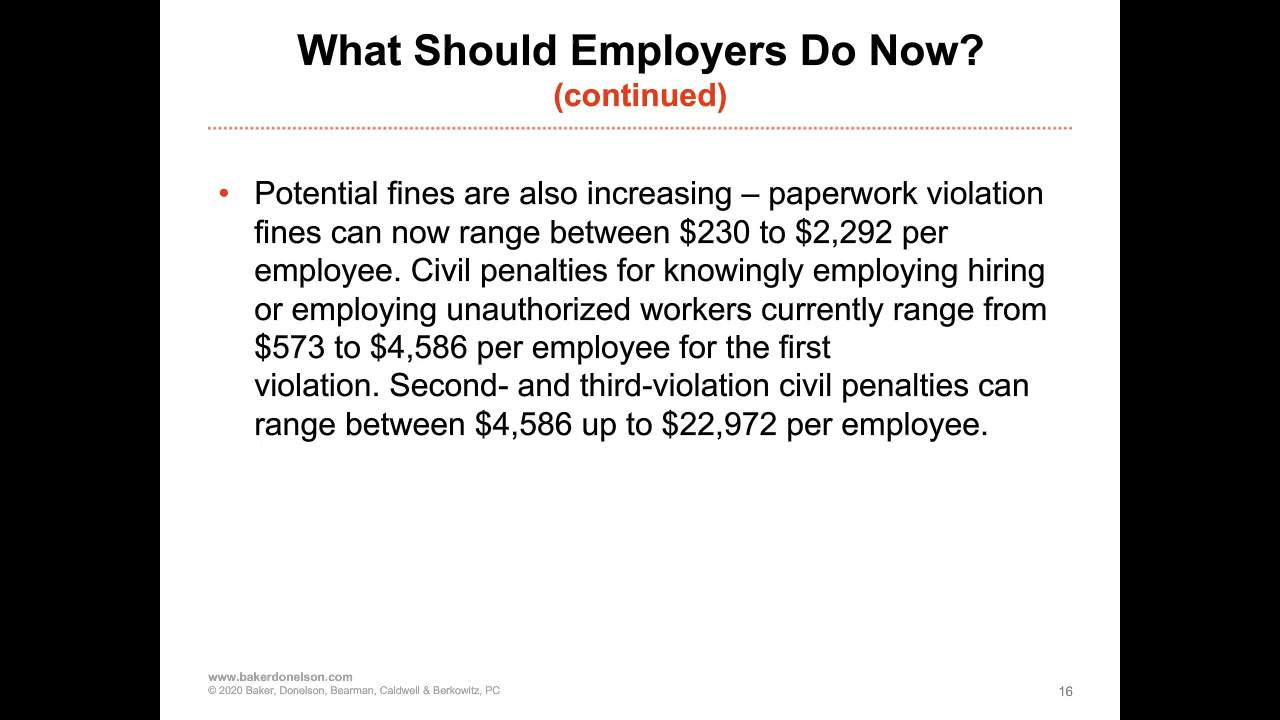 What Should Employers Do Now?
(continued)
• Potential fines are also increasing – paperwork violation
fines can now range between $230 to $2,292 per
employee. Civil penalties for knowingly employing hiring
or employing unauthorized workers currently range from
$573 to $4,586 per employee for the first
violation. Second- and third-violation civil penalties can
range between $4,586 up to $22,972 per employee.
www.bakerdonelson.com
© 2020 Baker, Donelson, Bearman, Caldwell & Berkowitz, PC
16